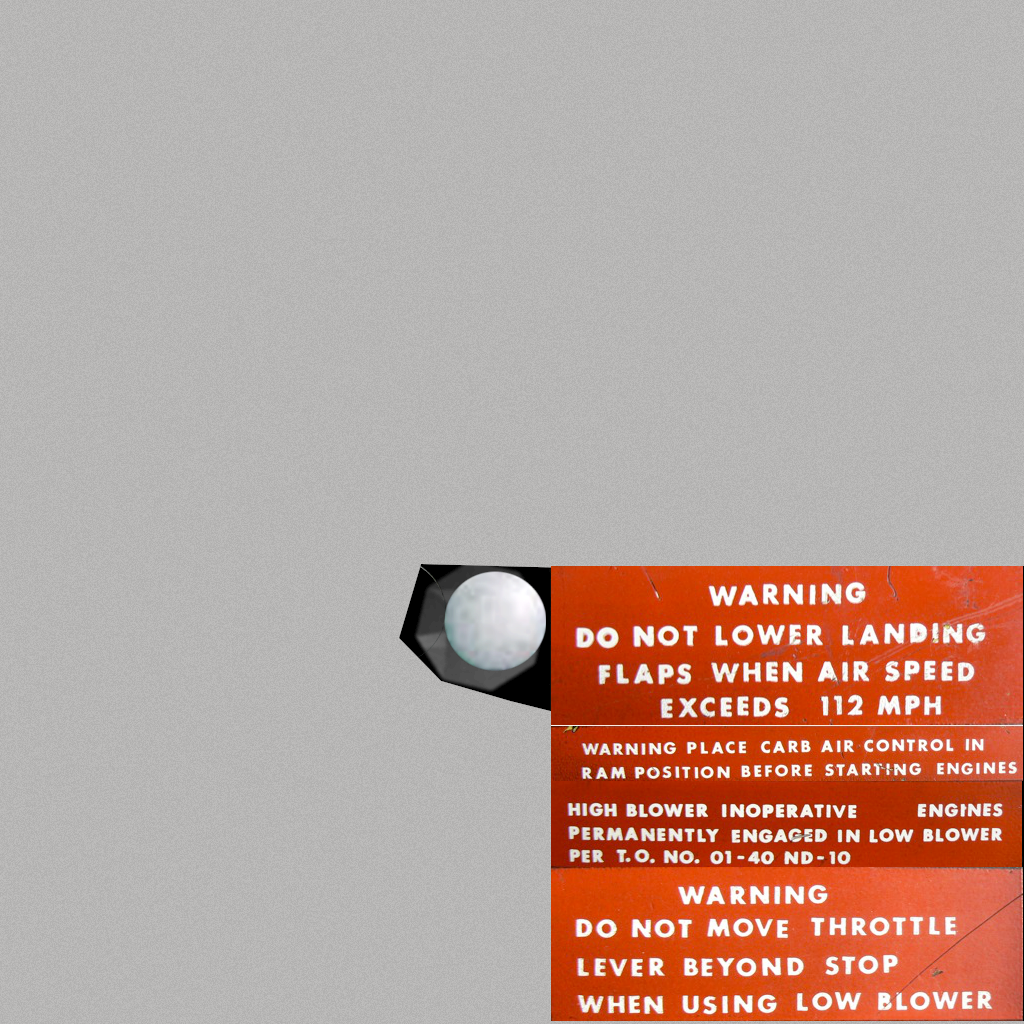 WARNING
DO NOT LOWER LANDING
FLAPS WHEN AIR SPEED
EXCEEDS 112 MPH
WARNING PLACE CARB AIR CONTROL IN
RAM POSITION BEFORE STARTING ENGINES
HIGH BLOWER INOPERATIVE ENGINES
PERMANENTLY ENGAGED IN LOW BLOWER
PER T.O. NO. 01-40 ND-10
WARNING
DO NOT MOVE THROTTLE
LEVER BEYOND STOP
WHEN USING LOW BLOWER